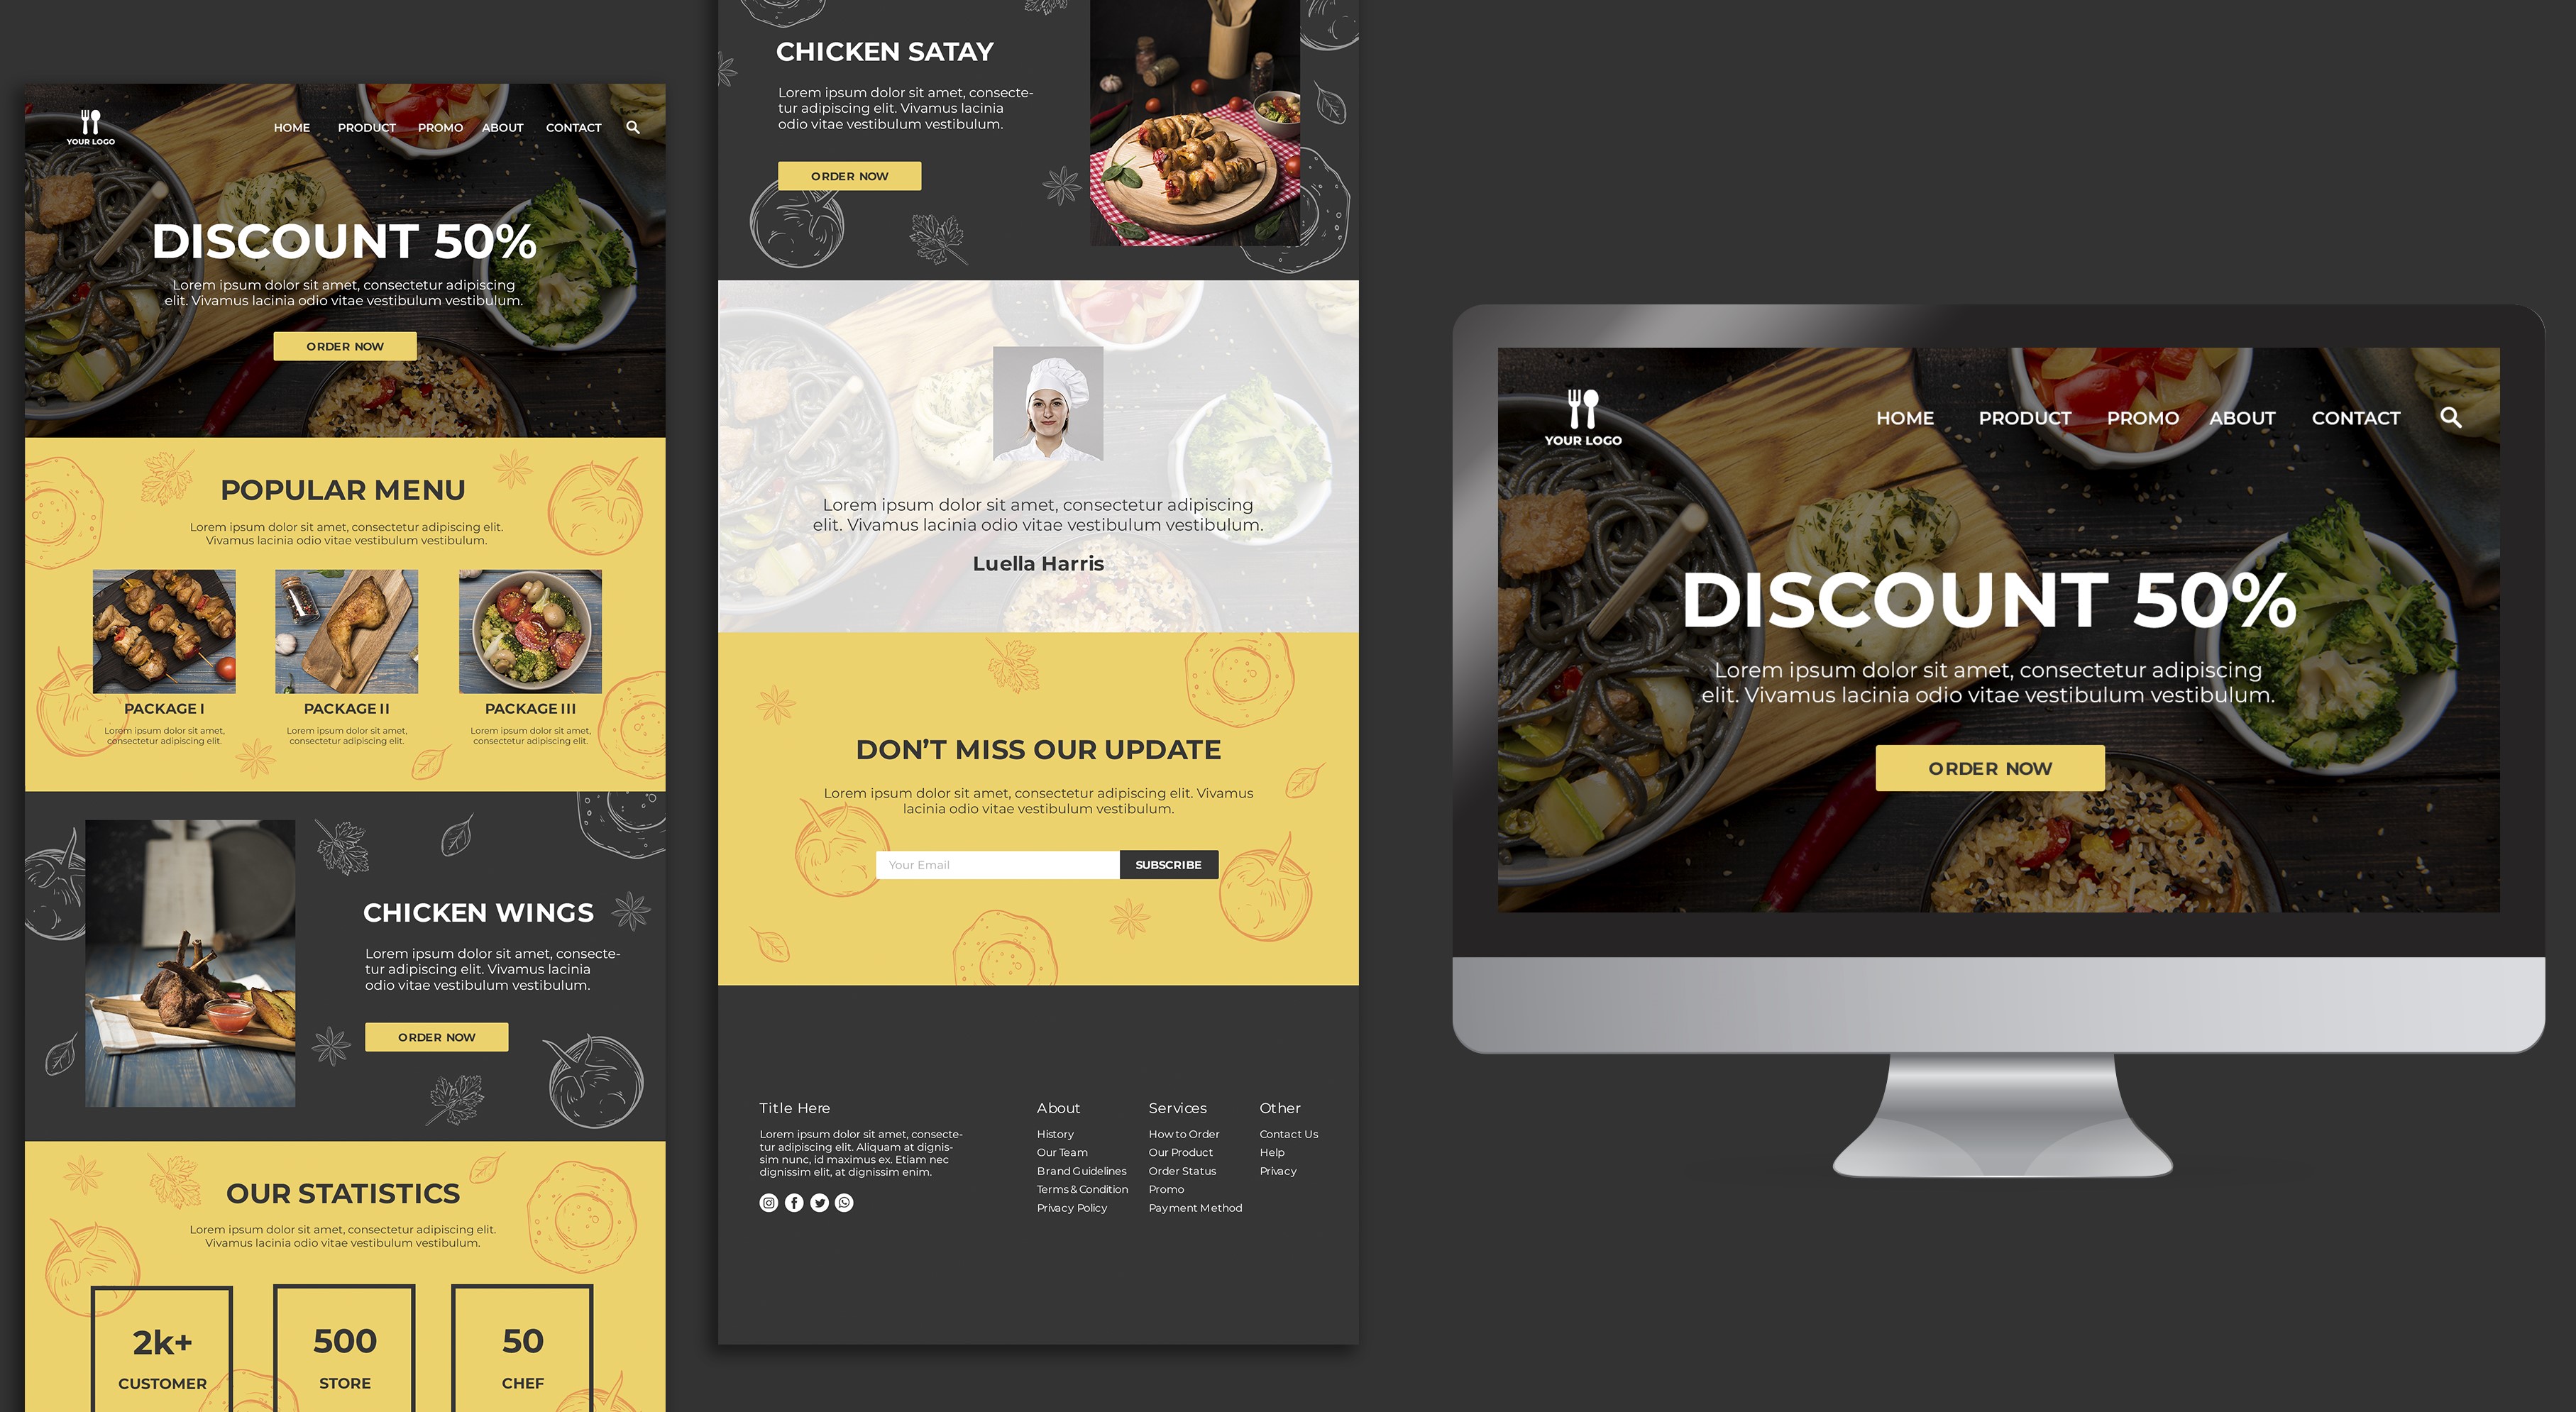 YOUR LOGO
HOME PRODUCT PROMO ABOUT CONTACT
DISCOUNT 50%
Lorem ipsum dolor sit amet, consectetur adipiscing
elit. Vivamus lacinia odio vitae vestibulum vestibulum.
ORDER NOW
POPULAR MENU
Lorem ipsum dolor sit amet, consectetur adipiscing elit.
Vivamus lacinia odio vitae vestibulum vestibulum.
PACKAGE I
Lorem ipsum dolor sit amet,
consectetur adipiscing elit.
PACKAGE II
Lorem ipsum dolor sit amet,
consectetur adipiscing elit.
PACKAGE III
Lorem ipsum dolor sit amet,
consectetur adipiscing elit.
CHICKEN WINGS
Lorem ipsum dolor sit amet, consecte-
tur adipiscing elit. Vivamus lacinia
odio vitae vestibulum vestibulum.
ORDER NOW
OUR STATISTICS
Lorem ipsum dolor sit amet, consectetur adipiscing elit.
Vivamus lacinia odio vitae vestibulum vestibulum.
2k+
CUSTOMER
500
STORE
50
CHEF
CHICKEN SATAY
Lorem ipsum dolor sit amet, consecte-
tur adipiscing elit. Vivamus lacinia
odio vitae vestibulum vestibulum.
ORDER NOW
Lorem ipsum dolor sit amet, consectetur adipiscing
elit. Vivamus lacinia odio vitae vestibulum vestibulum.
Luella Harris
DON'T MISS OUR UPDATE
Lorem ipsum dolor sit amet, consectetur adipiscing elit. Vivamus
lacinia odio vitae vestibulum vestibulum.
Your Email SUBSCRIBE
Title Here
Lorem ipsum dolor sit amet, consecte-
tur adipiscing elit. Aliquam at dignis-
sim nunc, id maximus ex. Etiam nec
dignissim elit, at dignissim enim.
About
History
Our Team
Brand Guidelines
Terms & Condition
Privacy Policy
Services
How to Order
Our Product
Order Status
Promo
Payment Method
Other
Contact Us
Help
Privacy
YOUR LOGO
HOME PRODUCT PROMO ABOUT CONTACT
DISCOUNT 50%
Lorem ipsum dolor sit amet, consectetur adipiscing
elit. Vivamus lacinia odio vitae vestibulum vestibulum.
ORDER NOW